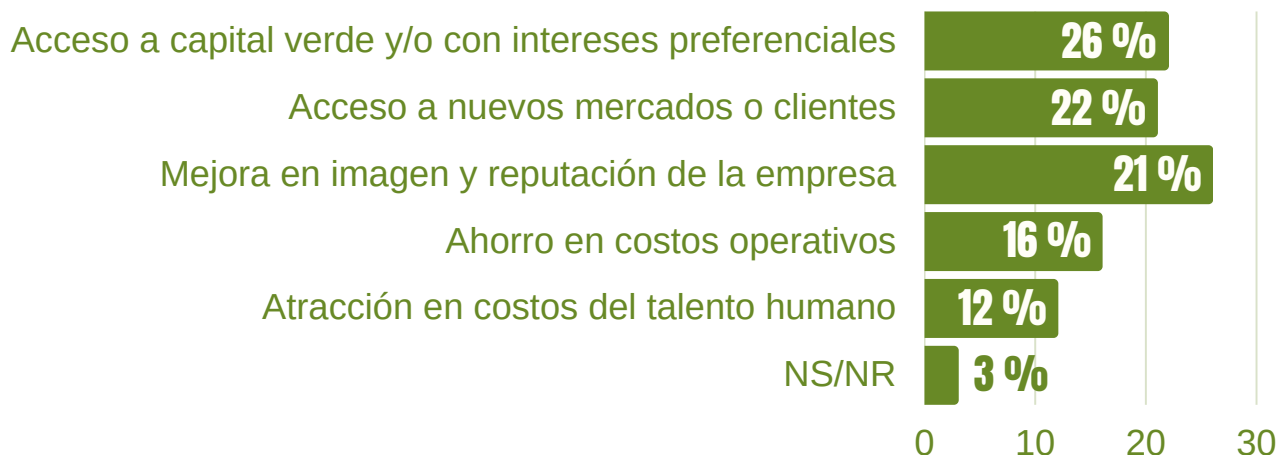 Acceso a capital verde y/o con intereses preferenciales 26 %
Acceso a nuevos mercados o clientes 22 %
Mejora en imagen y reputación de la empresa 21 %
Ahorro en costos operativos 16 %
Atracción en costos del talento humano 12 %
NS/NR 3 %
0 10 20 30